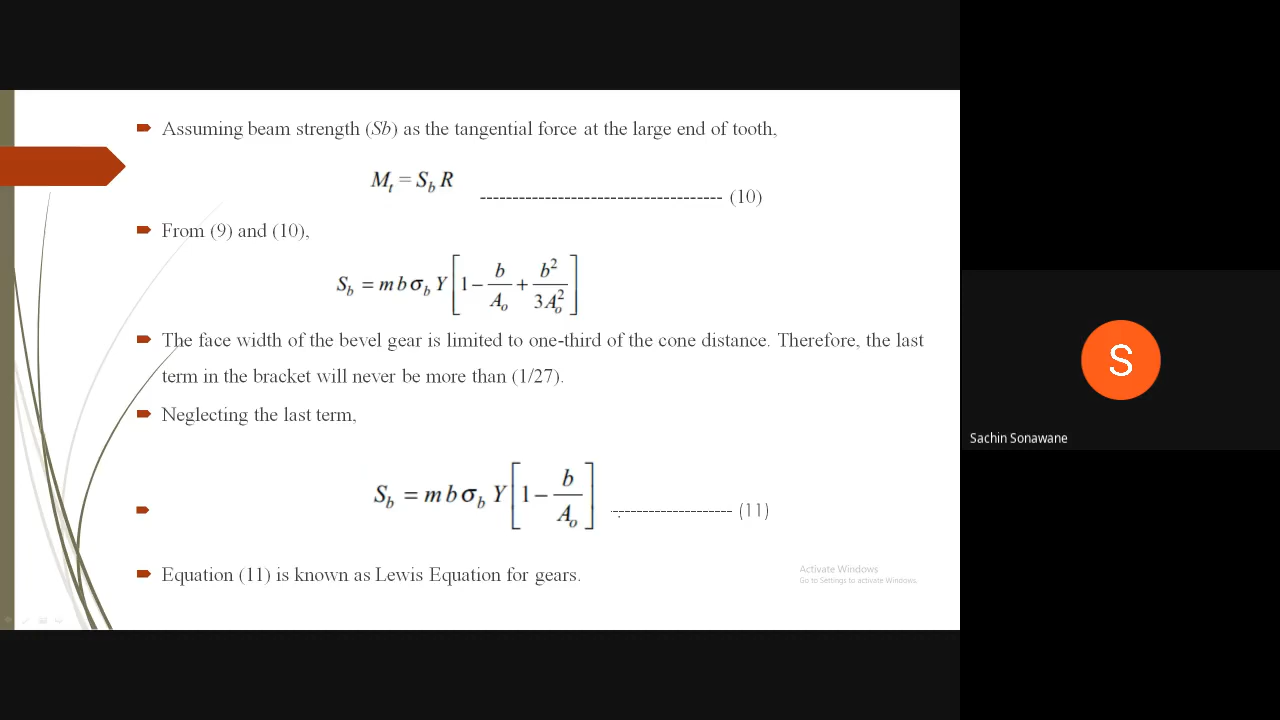 Assuming beam strength (Sb) as the tangential force at the large end of tooth,
M_t = S_b R ------------------------------------- (10)
From (9) and (10),
S_b = m b σ_b Y [1 − b/A_o + b²/3A_o²]
The face width of the bevel gear is limited to one-third of the cone distance. Therefore, the last
term in the bracket will never be more than (1/27).
Neglecting the last term,
S_b = m b σ_b Y [1 − b/A_o] -------------------- (11)
Equation (11) is known as Lewis Equation for gears.
Activate Windows
Go to Settings to activate Windows.
S
Sachin Sonawane